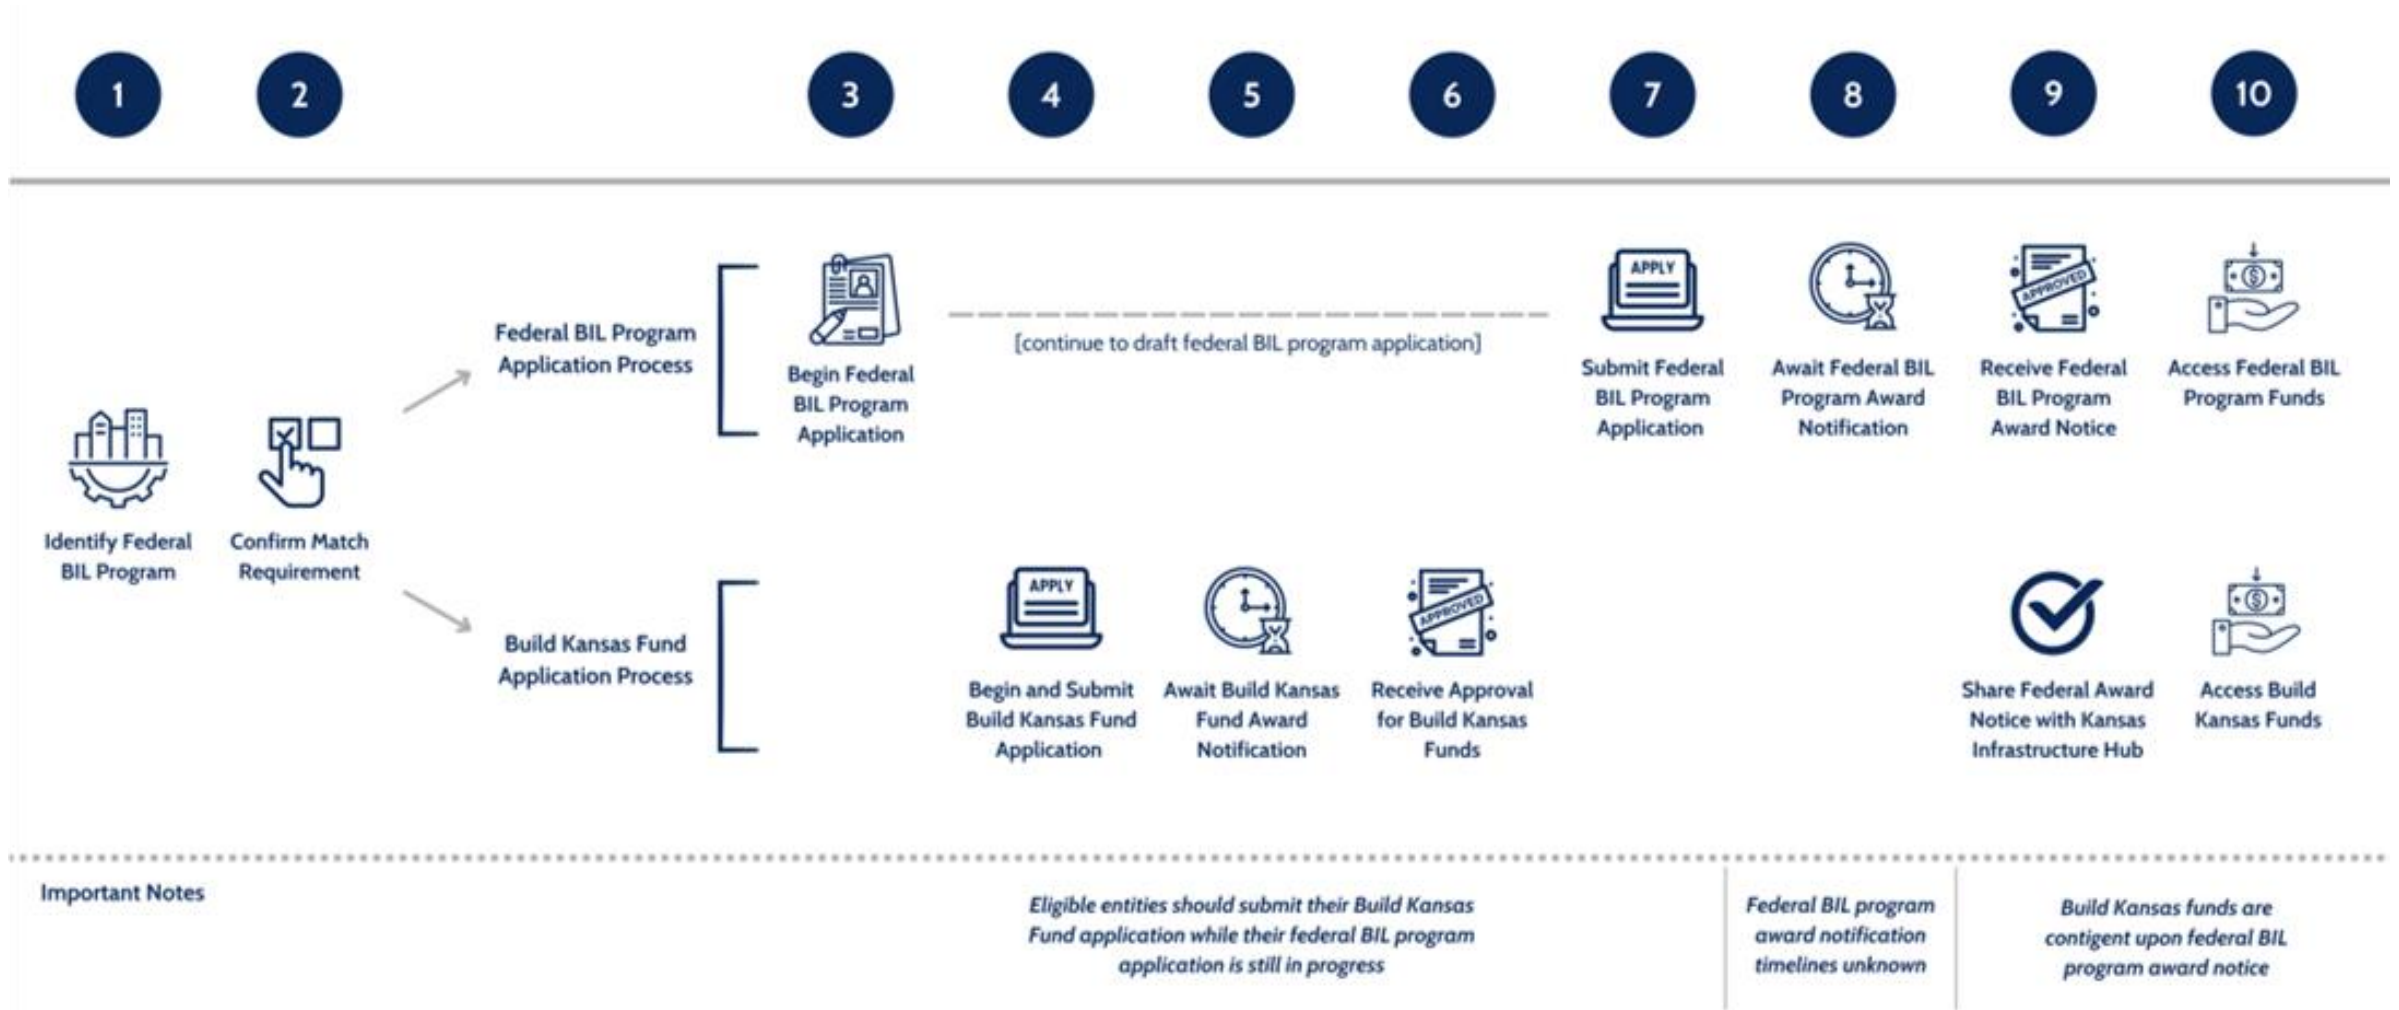 1
2
3
4
5
6
7
8
9
10
Identify Federal
BIL Program
Confirm Match
Requirement
Federal BIL Program
Application Process
Begin Federal
BIL Program
Application
[continue to draft federal BIL program application]
APPLY
Submit Federal
BIL Program
Application
Await Federal BIL
Program Award
Notification
APPROVED
Receive Federal
BIL Program
Award Notice
Access Federal BIL
Program Funds
Build Kansas Fund
Application Process
APPLY
Begin and Submit
Build Kansas Fund
Application
Await Build Kansas
Fund Award
Notification
APPROVED
Receive Approval
for Build Kansas
Funds
Share Federal Award
Notice with Kansas
Infrastructure Hub
Access Build
Kansas Funds
Important Notes
Eligible entities should submit their Build Kansas
Fund application while their federal BIL program
application is still in progress
Federal BIL program
award notification
timelines unknown
Build Kansas funds are
contigent upon federal BIL
program award notice